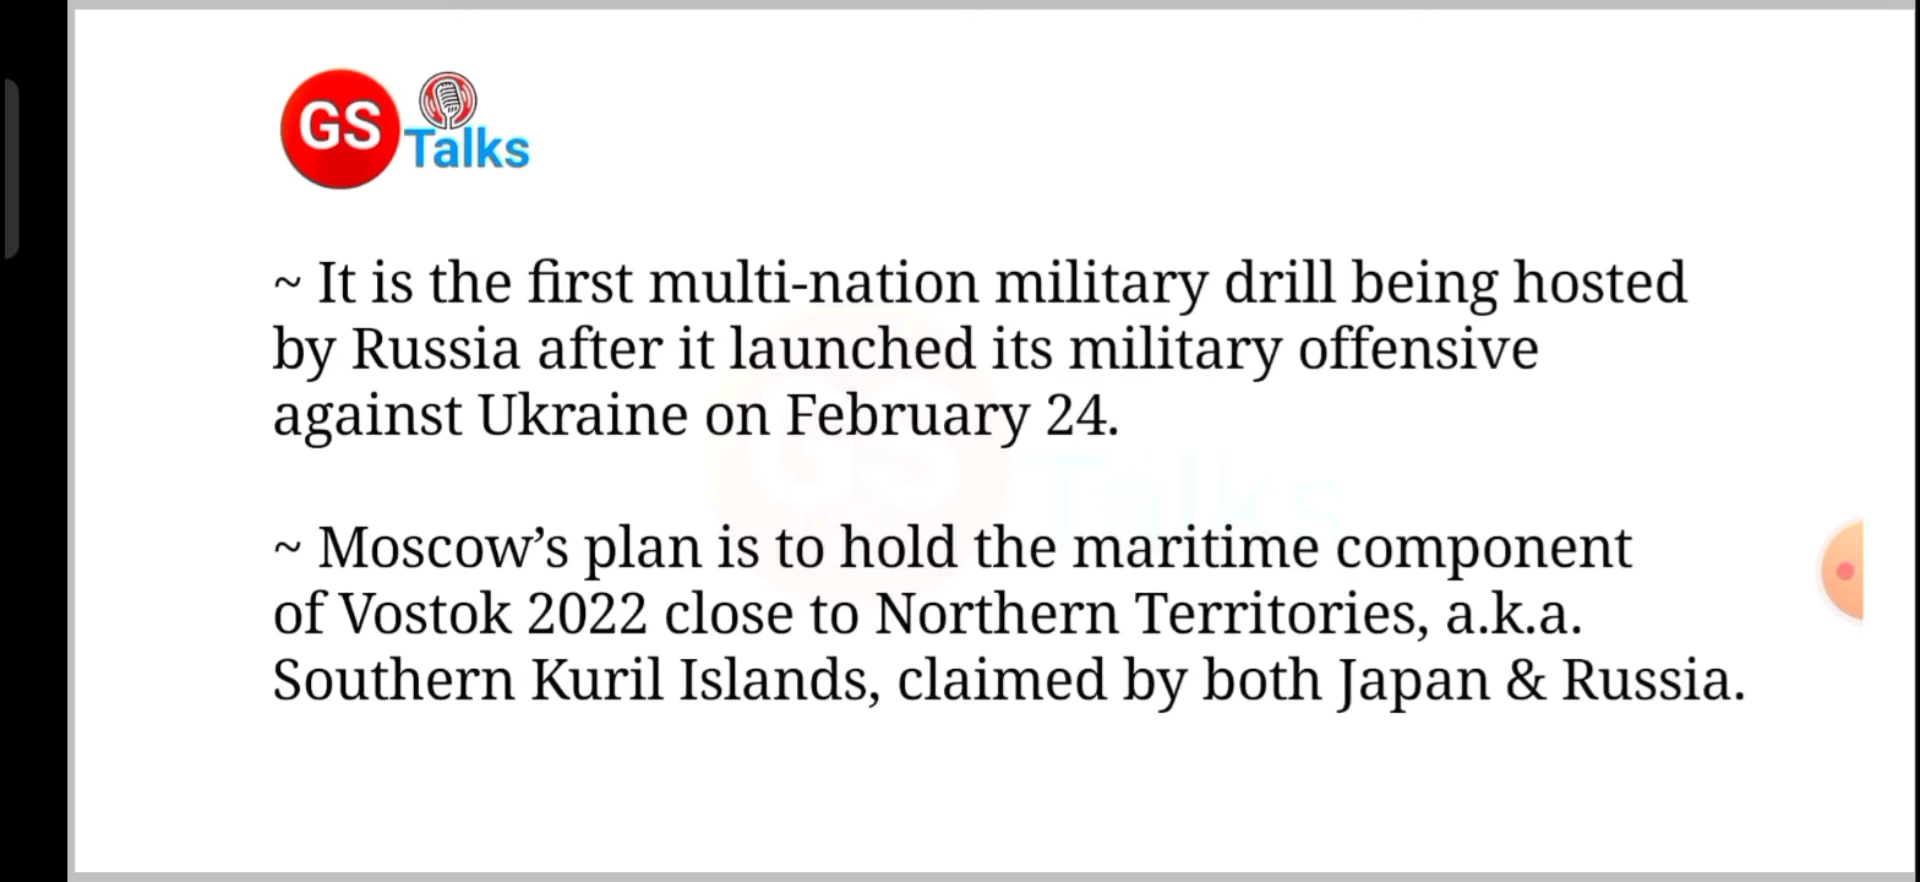 GS
Talks
~ It is the first multi-nation military drill being hosted
by Russia after it launched its military offensive
against Ukraine on February 24.
~ Moscow’s plan is to hold the maritime component
of Vostok 2022 close to Northern Territories, a.k.a.
Southern Kuril Islands, claimed by both Japan & Russia.
GS
Talks